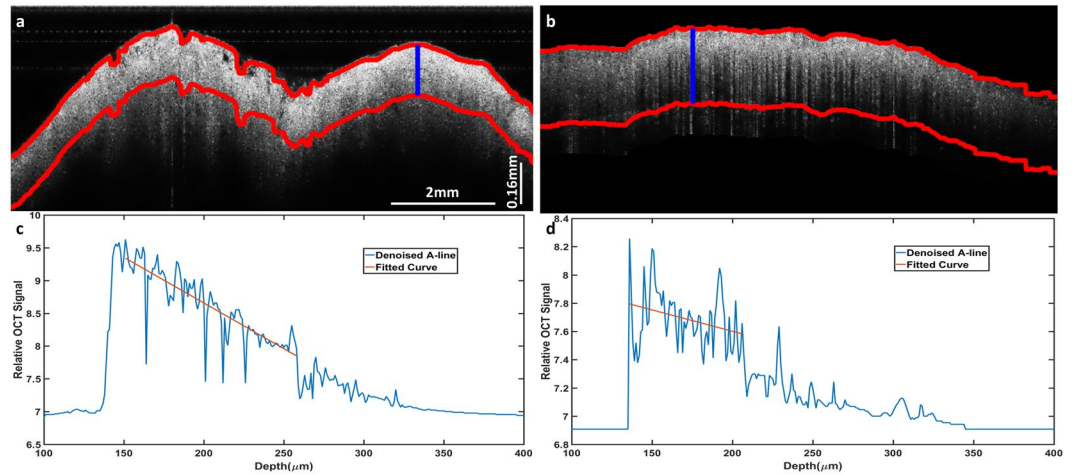 a
b
2mm
0.16mm
c
d
Relative OCT Signal
10
9.5
9
8.5
8
7.5
7
6.5
Denoised A-line
Fitted Curve
100 150 200 250 300 350 400
Depth(μm)
Relative OCT Signal
8.4
8.2
8
7.8
7.6
7.4
7.2
7
6.8
Denoised A-line
Fitted Curve
100 150 200 250 300 350 400
Depth(μm)